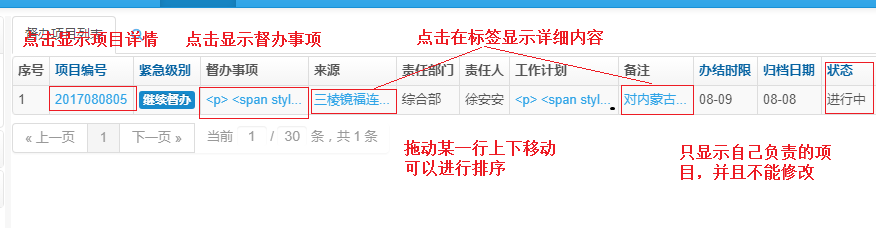 督办项目列表
点击显示项目详情 点击显示督办事项 点击在标签显示详细内容
序号 项目编号 紧急级别 督办事项 来源 责任部门 责任人 工作计划 备注 办结时限 归档日期 状态
1 2017080805 继续督办 <p> <span styl... 三棱镜福连... 综合部 徐安安 <p> <span styl... 对内蒙古... 08-09 08-08 进行中
« 上一页 1 下一页 » 当前 1 / 30 条 , 共 1 条
拖动某一行上下移动
可以进行排序
只显示自己负责的项
目，并且不能修改